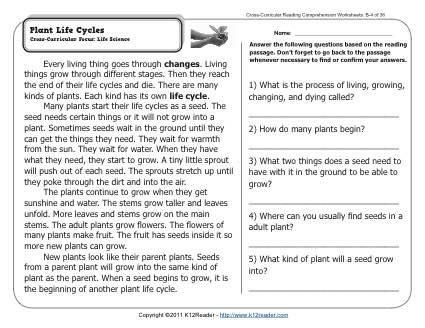 Cross-Curricular Reading Comprehension Worksheets: B-4 of 36
Plant Life Cycles
Cross-Curricular Focus: Life Science
Every living thing goes through changes. Living
things grow through different stages. Then they reach
the end of their life cycles and die. There are many
kinds of plants. Each kind has its own life cycle.
Many plants start their life cycles as a seed. The
seed needs certain things or it will not grow into a
plant. Sometimes seeds wait in the ground until they
can get the things they need. They wait for warmth
from the sun. They wait for water. When they have
what they need, they start to grow. A tiny little sprout
will push out of each seed. The sprouts stretch up until
they poke through the dirt and into the air.
The plants continue to grow when they get
sunshine and water. The stems grow taller and leaves
unfold. More leaves and stems grow on the main
stems. The adult plants grow flowers. The flowers of
many plants make fruit. The fruit has seeds inside it so
more new plants can grow.
New plants look like their parent plants. Seeds
from a parent plant will grow into the same kind of
plant as the parent. When a seed begins to grow, it is
the beginning of another plant life cycle.
Name:
Answer the following questions based on the reading
passage. Don't forget to go back to the passage
whenever necessary to find or confirm your answers.
1) What is the process of living, growing,
changing, and dying called?
2) How do many plants begin?
3) What two things does a seed need to
have with it in the ground to be able to
grow?
4) Where can you usually find seeds in a
adult plant?
5) What kind of plant will a seed grow
into?
Copyright ©2011 K12Reader - http://www.k12reader.com